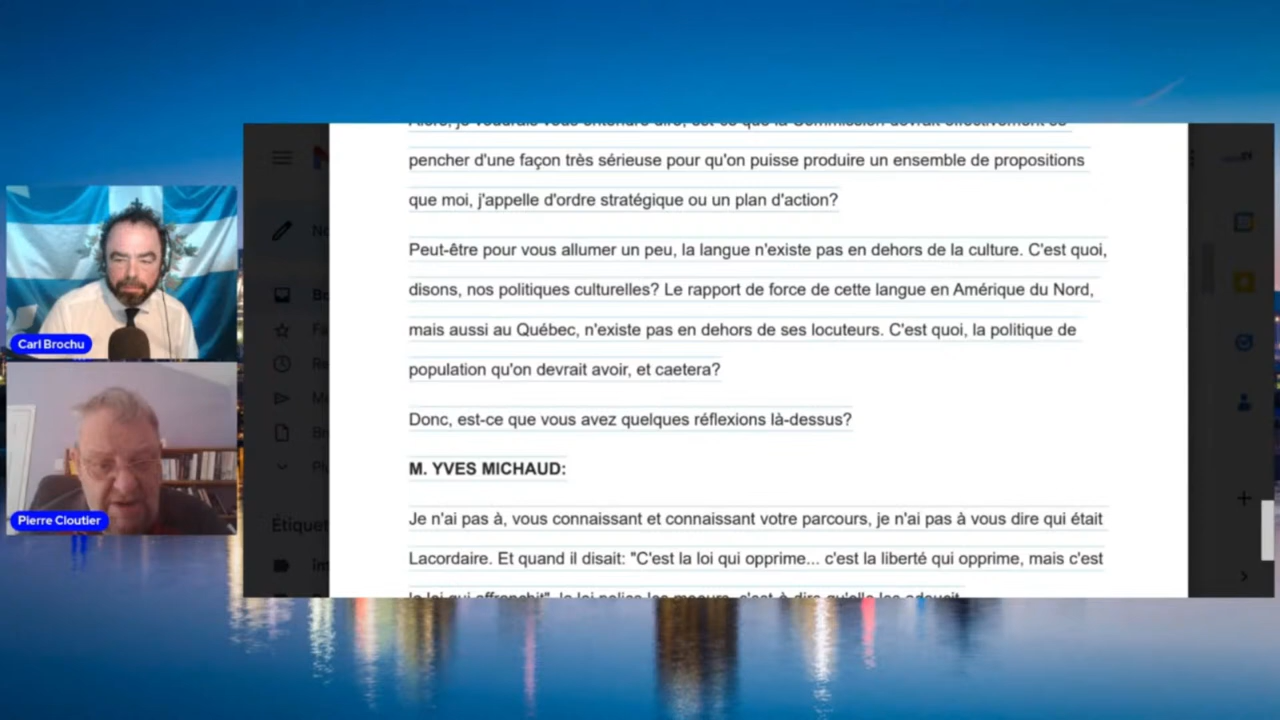 pencher d'une façon très sérieuse pour qu'on puisse produire un ensemble de propositions
que moi, j'appelle d'ordre stratégique ou un plan d'action?
Peut-être pour vous allumer un peu, la langue n'existe pas en dehors de la culture. C'est quoi,
disons, nos politiques culturelles? Le rapport de force de cette langue en Amérique du Nord,
mais aussi au Québec, n'existe pas en dehors de ses locuteurs. C'est quoi, la politique de
population qu'on devrait avoir, et caetera?
Donc, est-ce que vous avez quelques réflexions là-dessus?
M. YVES MICHAUD:
Je n'ai pas à, vous connaissant et connaissant votre parcours, je n'ai pas à vous dire qui était
Lacordaire. Et quand il disait: "C'est la loi qui opprime... c'est la liberté qui opprime, mais c'est
Carl Brochu
Pierre Cloutier
Étiquet